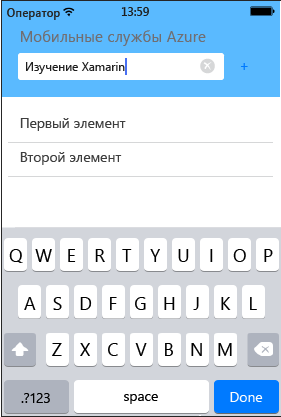 Оператор 13:59
Мобильные службы Azure
Изучение Xamarin +
Первый элемент
Второй элемент
Q W E R T Y U I O P
A S D F G H J K L
Z X C V B N M
.?123 space Done